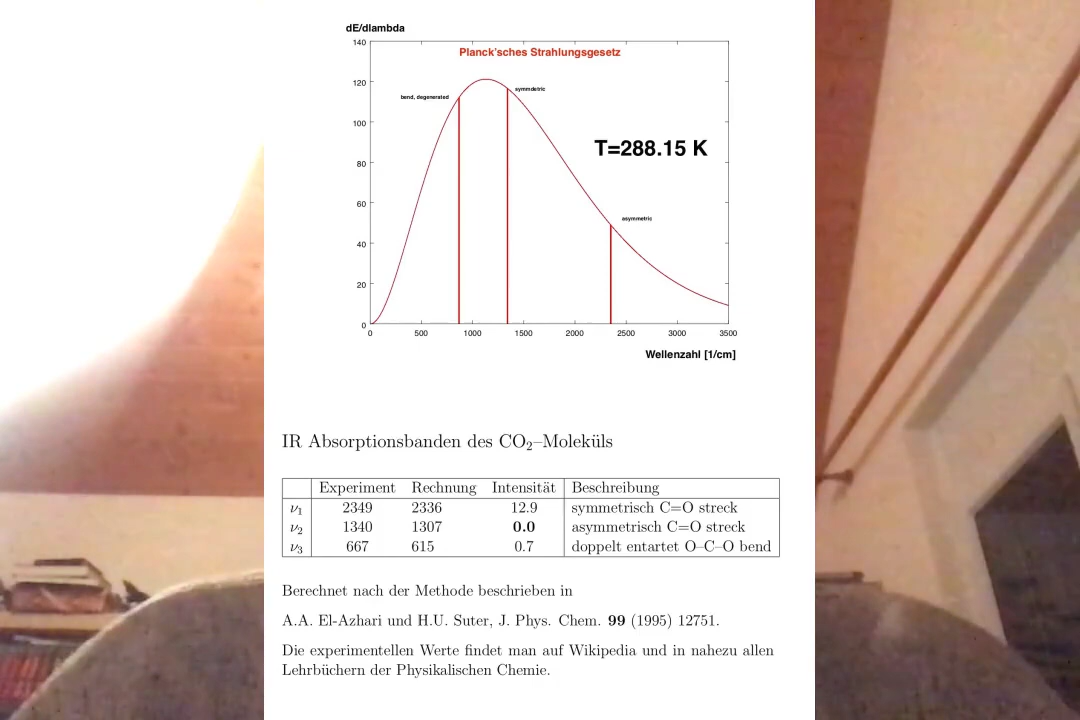 dE/dlambda
Planck'sches Strahlungsgesetz
140
120
100
80
60
40
20
0
bend, degenerated
symmdetric
asymmetric
T=288.15 K
0 500 1000 1500 2000 2500 3000 3500
Wellenzahl [1/cm]
IR Absorptionsbanden des CO₂–Moleküls
Experiment Rechnung Intensität Beschreibung
ν₁ 2349 2336 12.9 symmetrisch C=O streck
ν₂ 1340 1307 0.0 asymmetrisch C=O streck
ν₃ 667 615 0.7 doppelt entartet O–C–O bend
Berechnet nach der Methode beschrieben in
A.A. El-Azhari und H.U. Suter, J. Phys. Chem. 99 (1995) 12751.
Die experimentellen Werte findet man auf Wikipedia und in nahezu allen
Lehrbüchern der Physikalischen Chemie.